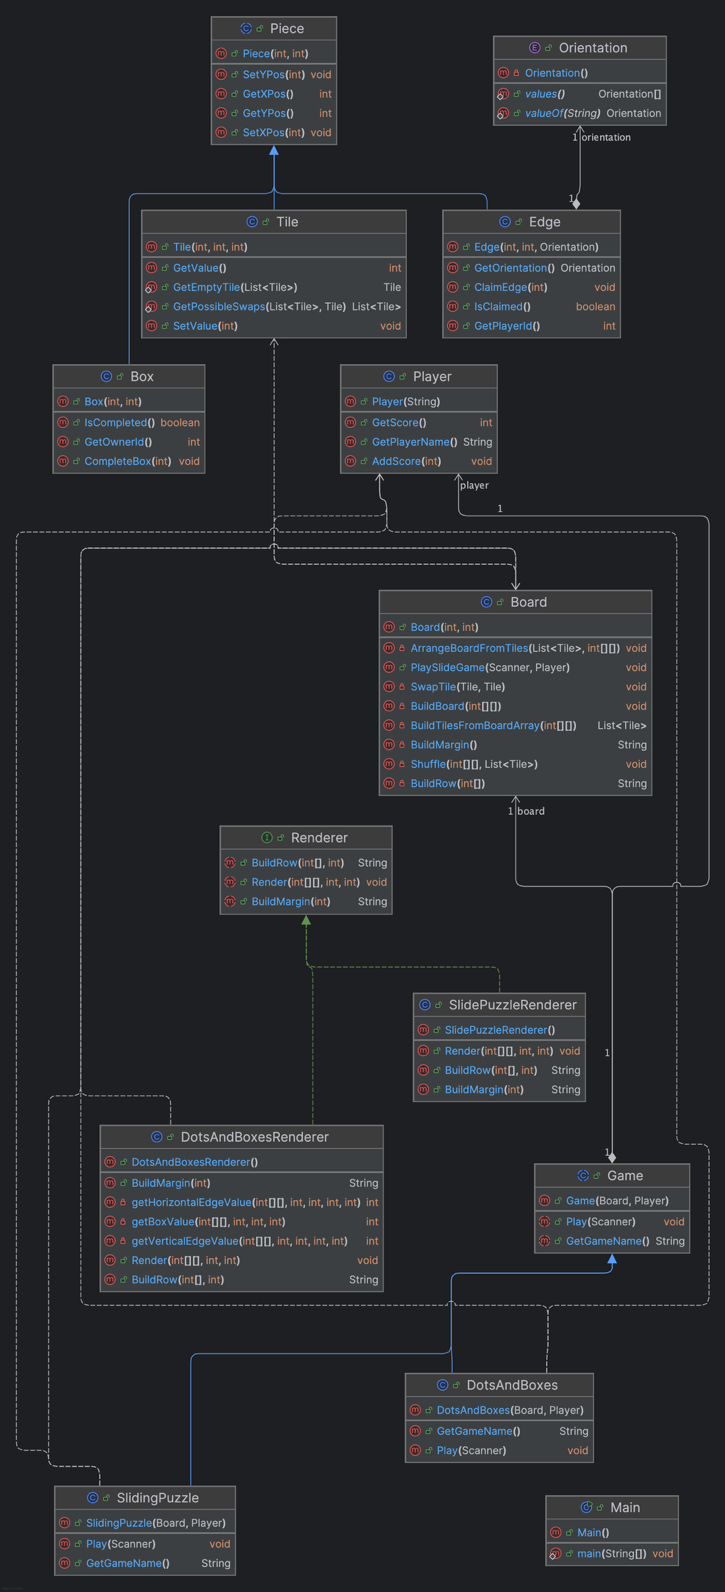 Piece
Piece(int, int)
SetYPos(int) void
GetXPos() int
GetYPos() int
SetXPos(int) void
Orientation
Orientation()
values() Orientation[]
valueOf(String) Orientation
1 orientation
1
Tile
Tile(int, int, int)
GetValue() int
GetEmptyTile(List<Tile>) Tile
GetPossibleSwaps(List<Tile>, Tile) List<Tile>
SetValue(int) void
Edge
Edge(int, int, Orientation)
GetOrientation() Orientation
ClaimEdge(int) void
IsClaimed() boolean
GetPlayerId() int
Box
Box(int, int)
IsCompleted() boolean
GetOwnerId() int
CompleteBox(int) void
Player
Player(String)
GetScore() int
GetPlayerName() String
AddScore(int) void
player
1
Board
Board(int, int)
ArrangeBoardFromTiles(List<Tile>, int[][]) void
PlaySlideGame(Scanner, Player) void
SwapTile(Tile, Tile) void
BuildBoard(int[][]) void
BuildTilesFromBoardArray(int[][]) List<Tile>
BuildMargin() String
Shuffle(int[][], List<Tile>) void
BuildRow(int[]) String
1 board
Renderer
BuildRow(int[], int) String
Render(int[][], int, int) void
BuildMargin(int) String
SlidePuzzleRenderer
SlidePuzzleRenderer()
Render(int[][], int, int) void
BuildRow(int[], int) String
BuildMargin(int) String
1
DotsAndBoxesRenderer
DotsAndBoxesRenderer()
BuildMargin(int) String
getHorizontalEdgeValue(int[][], int, int, int, int) int
getBoxValue(int[][], int, int, int) int
getVerticalEdgeValue(int[][], int, int, int, int) int
Render(int[][], int, int) void
BuildRow(int[], int) String
1
Game
Game(Board, Player)
Play(Scanner) void
GetGameName() String
DotsAndBoxes
DotsAndBoxes(Board, Player)
GetGameName() String
Play(Scanner) void
SlidingPuzzle
SlidingPuzzle(Board, Player)
Play(Scanner) void
GetGameName() String
Main
Main()
main(String[]) void